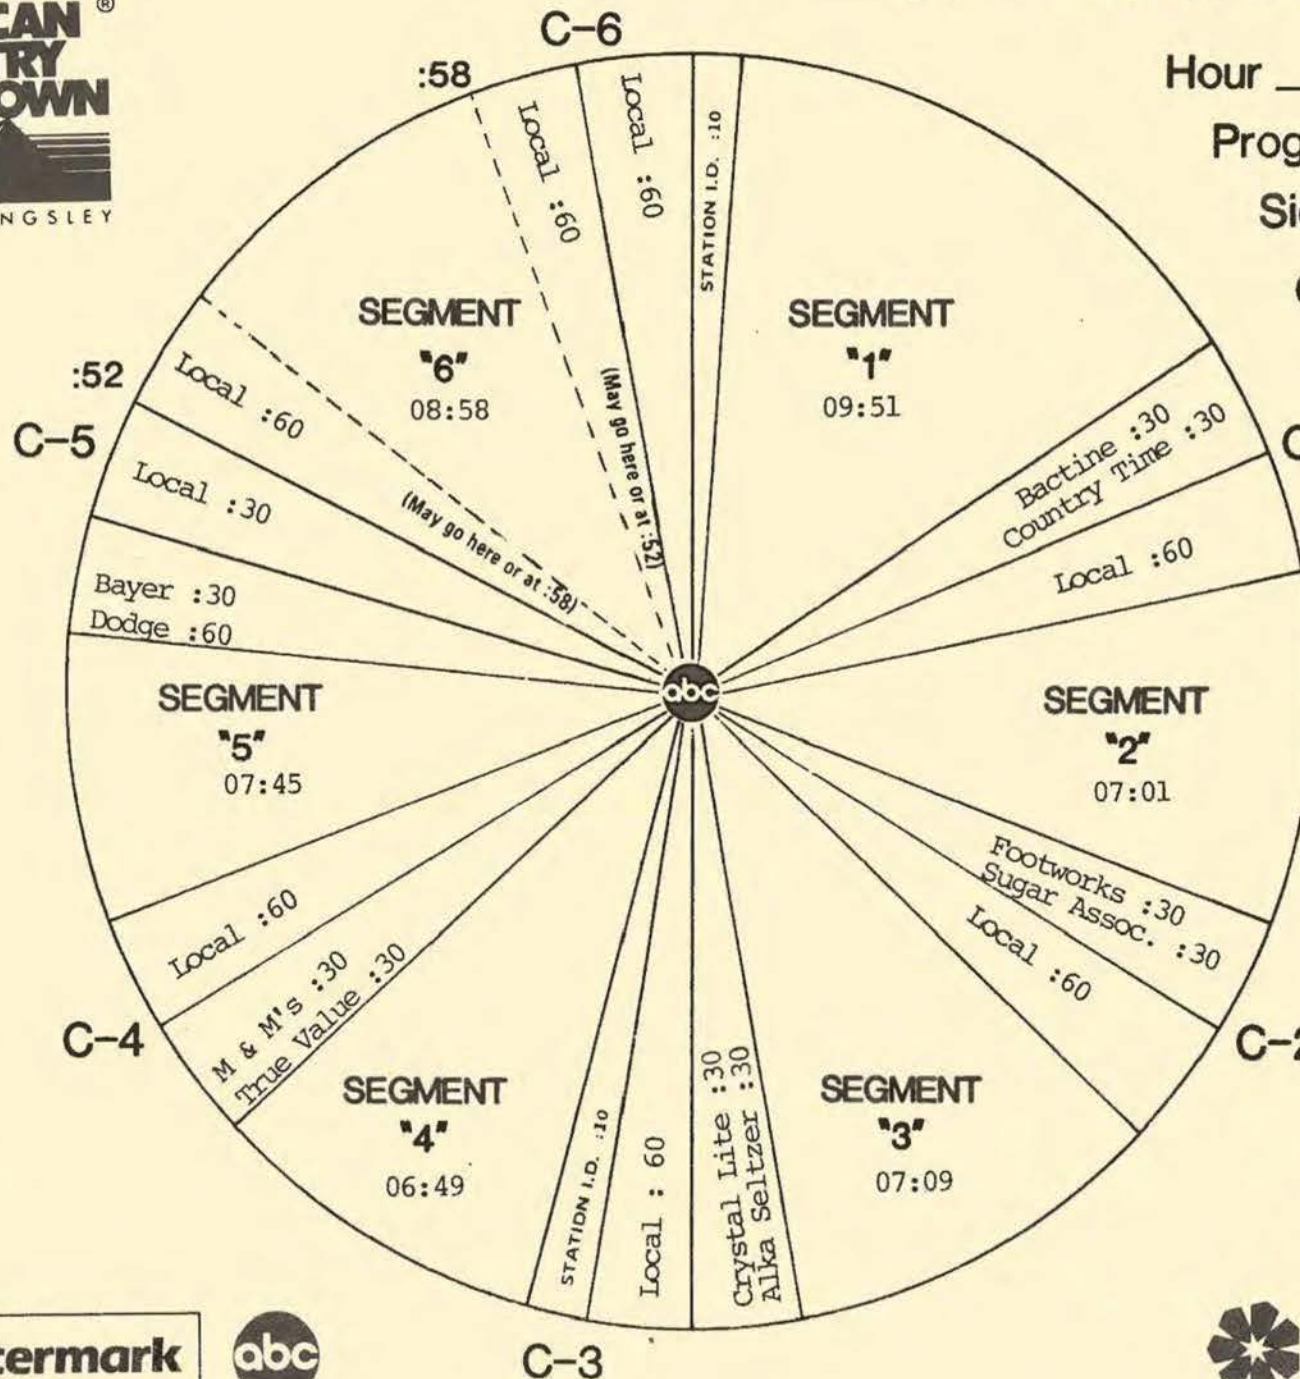 ®
C-6
:58
Hour
Local :60
Local :60
STATION I.D. :10
(May go here or at :52)
SEGMENT
"1"
09:51
Bactine :30
Country Time :30
Local :60
SEGMENT
"2"
07:01
Footworks :30
Sugar Assoc. :30
Local :60
C-2
SEGMENT
"3"
07:09
Crystal Lite :30
Alka Seltzer :30
Local : 60
STATION I.D. :10
C-3
SEGMENT
"4"
06:49
M & M's :30
True Value :30
C-4
Local :60
SEGMENT
"5"
07:45
Bayer :30
Dodge :60
Local :30
C-5
:52
Local :60
(May go here or at :58)
SEGMENT
"6"
08:58
abc
abc